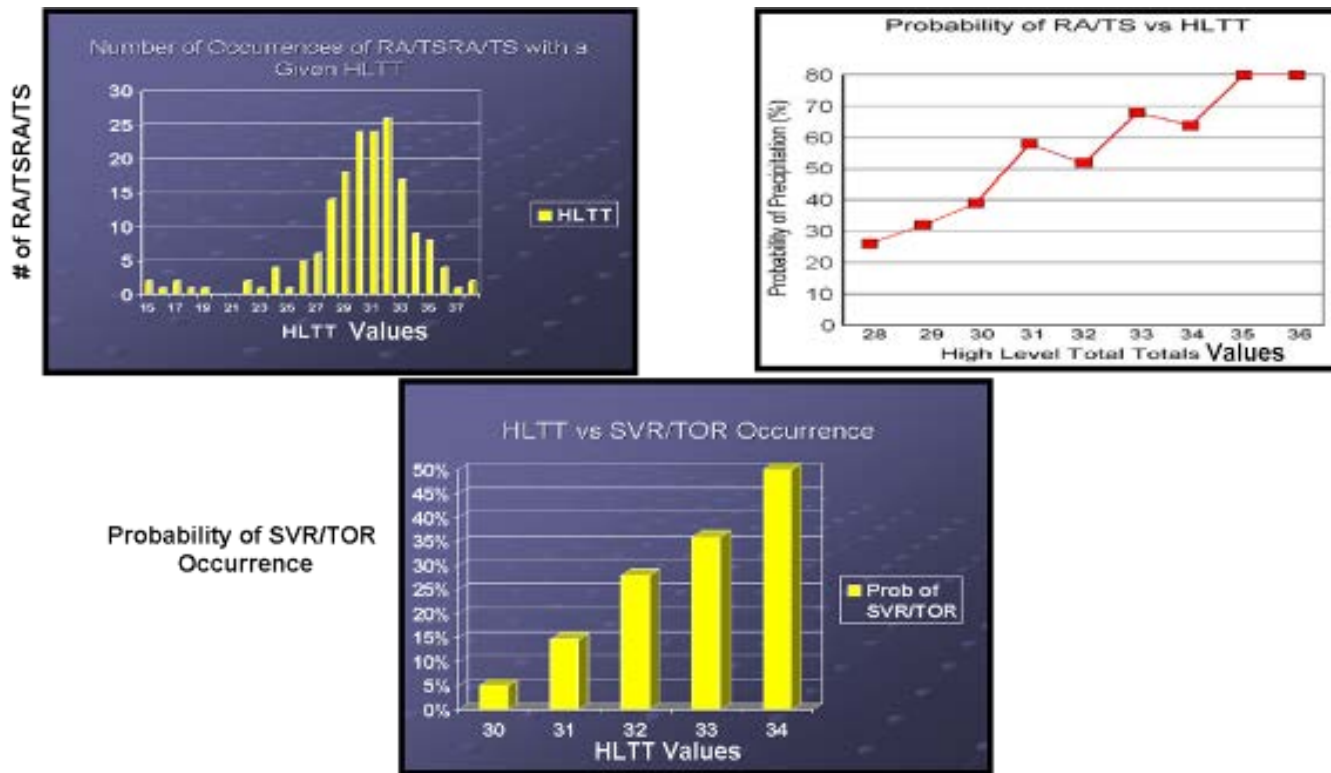 Number of Occurrences of RA/TSRA/TS with a
Given HLTT
# of RA/TSRA/TS
30
25
20
15
10
5
0
15 17 19 21 23 25 27 29 31 33 35 37
HLTT Values
HLTT
Probability of RA/TS vs HLTT
Probability of Precipitation (%)
80
70
60
50
40
30
20
10
0
28 29 30 31 32 33 34 35 36
High Level Total Totals Values
HLTT vs SVR/TOR Occurrence
Probability of SVR/TOR
Occurrence
50%
45%
40%
35%
30%
25%
20%
15%
10%
5%
0%
30 31 32 33 34
HLTT Values
Prob of
SVR/TOR